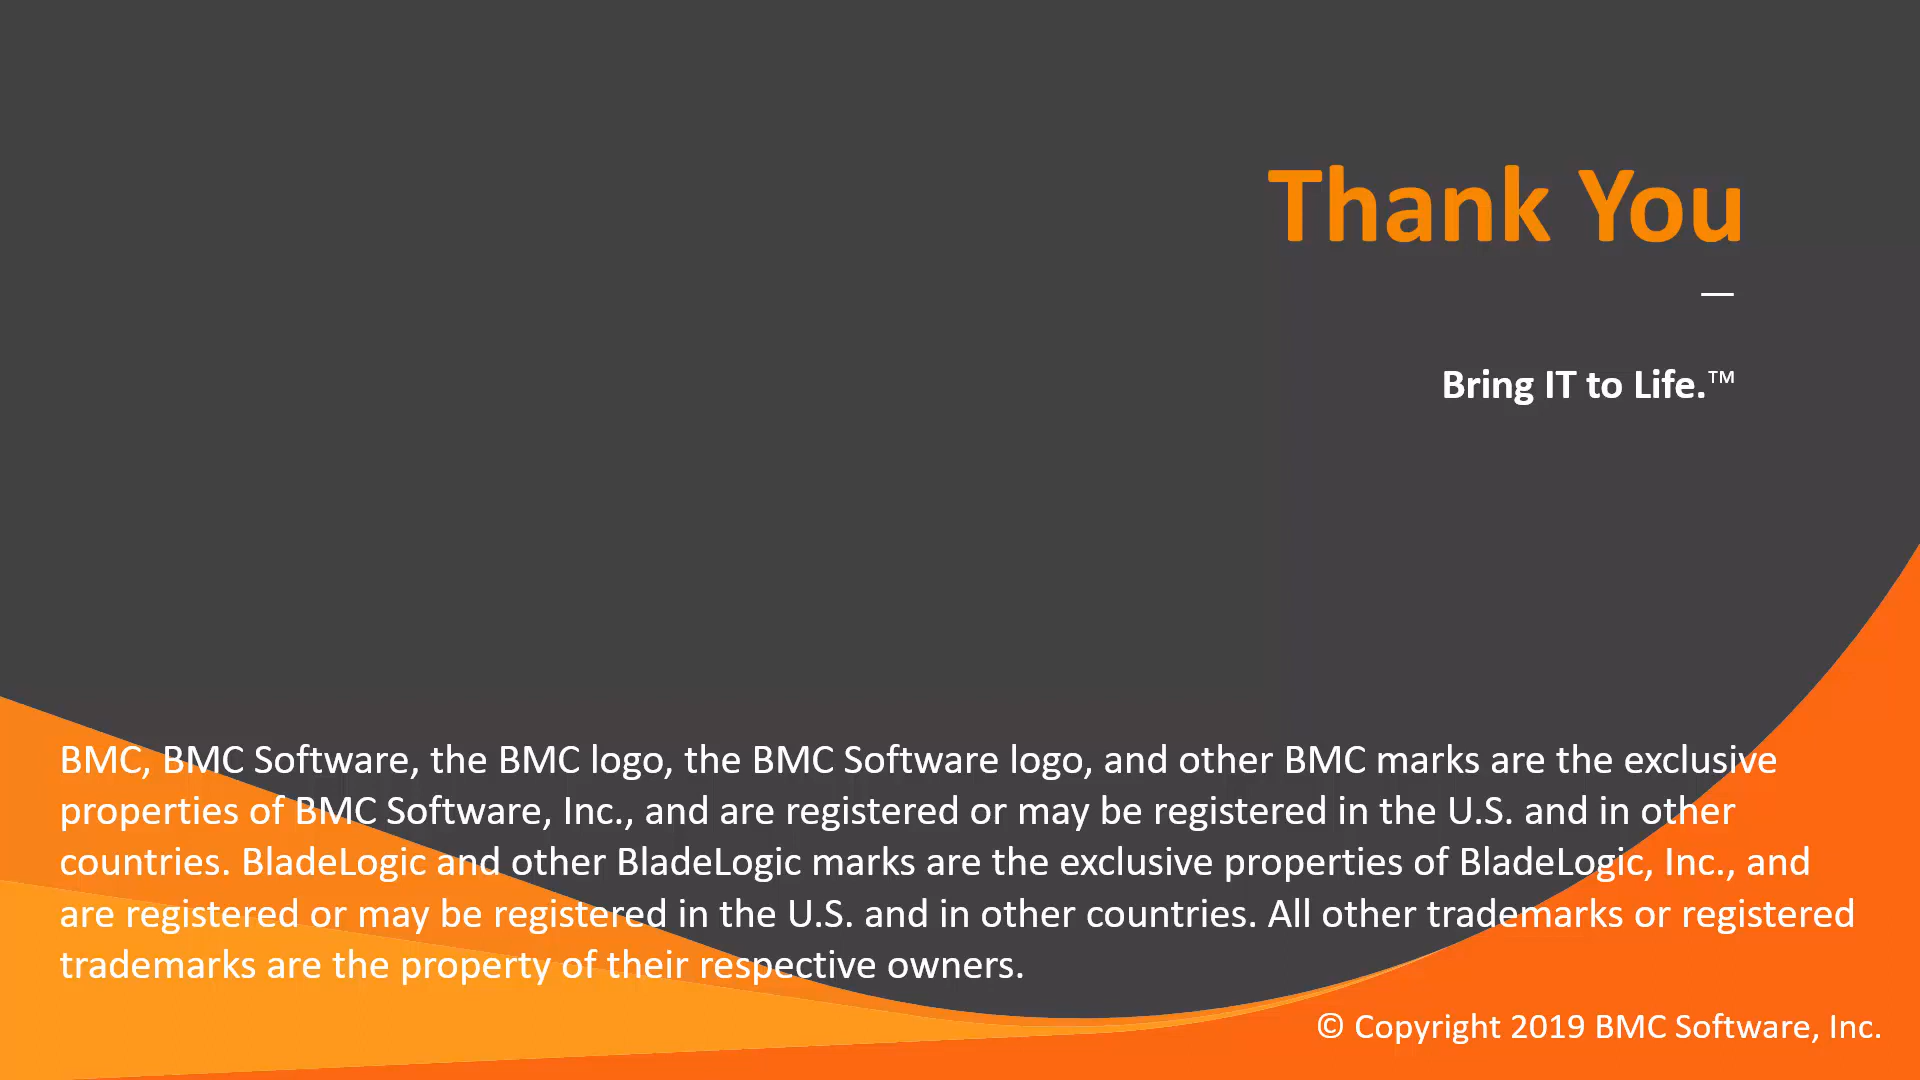 Thank You
Bring IT to Life.™
BMC, BMC Software, the BMC logo, the BMC Software logo, and other BMC marks are the exclusive
properties of BMC Software, Inc., and are registered or may be registered in the U.S. and in other
countries. BladeLogic and other BladeLogic marks are the exclusive properties of BladeLogic, Inc., and
are registered or may be registered in the U.S. and in other countries. All other trademarks or registered
trademarks are the property of their respective owners.
© Copyright 2019 BMC Software, Inc.